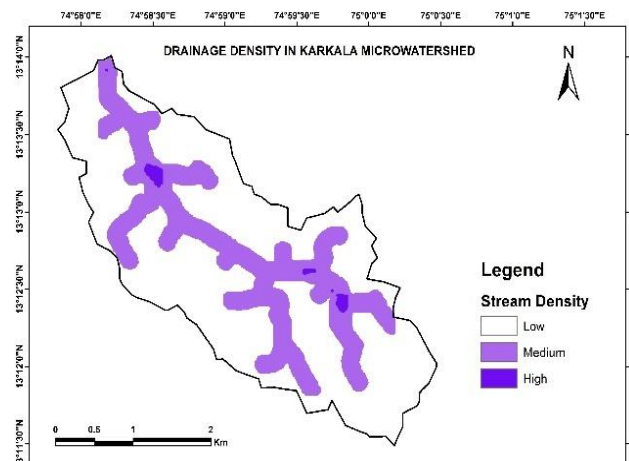 74°58'0"E 74°58'30"E 74°59'0"E 74°59'30"E 75°0'0"E 75°0'30"E 75°1'0"E 75°1'30"E
DRAINAGE DENSITY IN KARKALA MICROWATERSHED
N
13°14'0"N
13°13'30"N
13°13'0"N
13°12'30"N
13°12'0"N
13°11'30"N
Legend
Stream Density
Low
Medium
High
0 0.5 1 2
Km